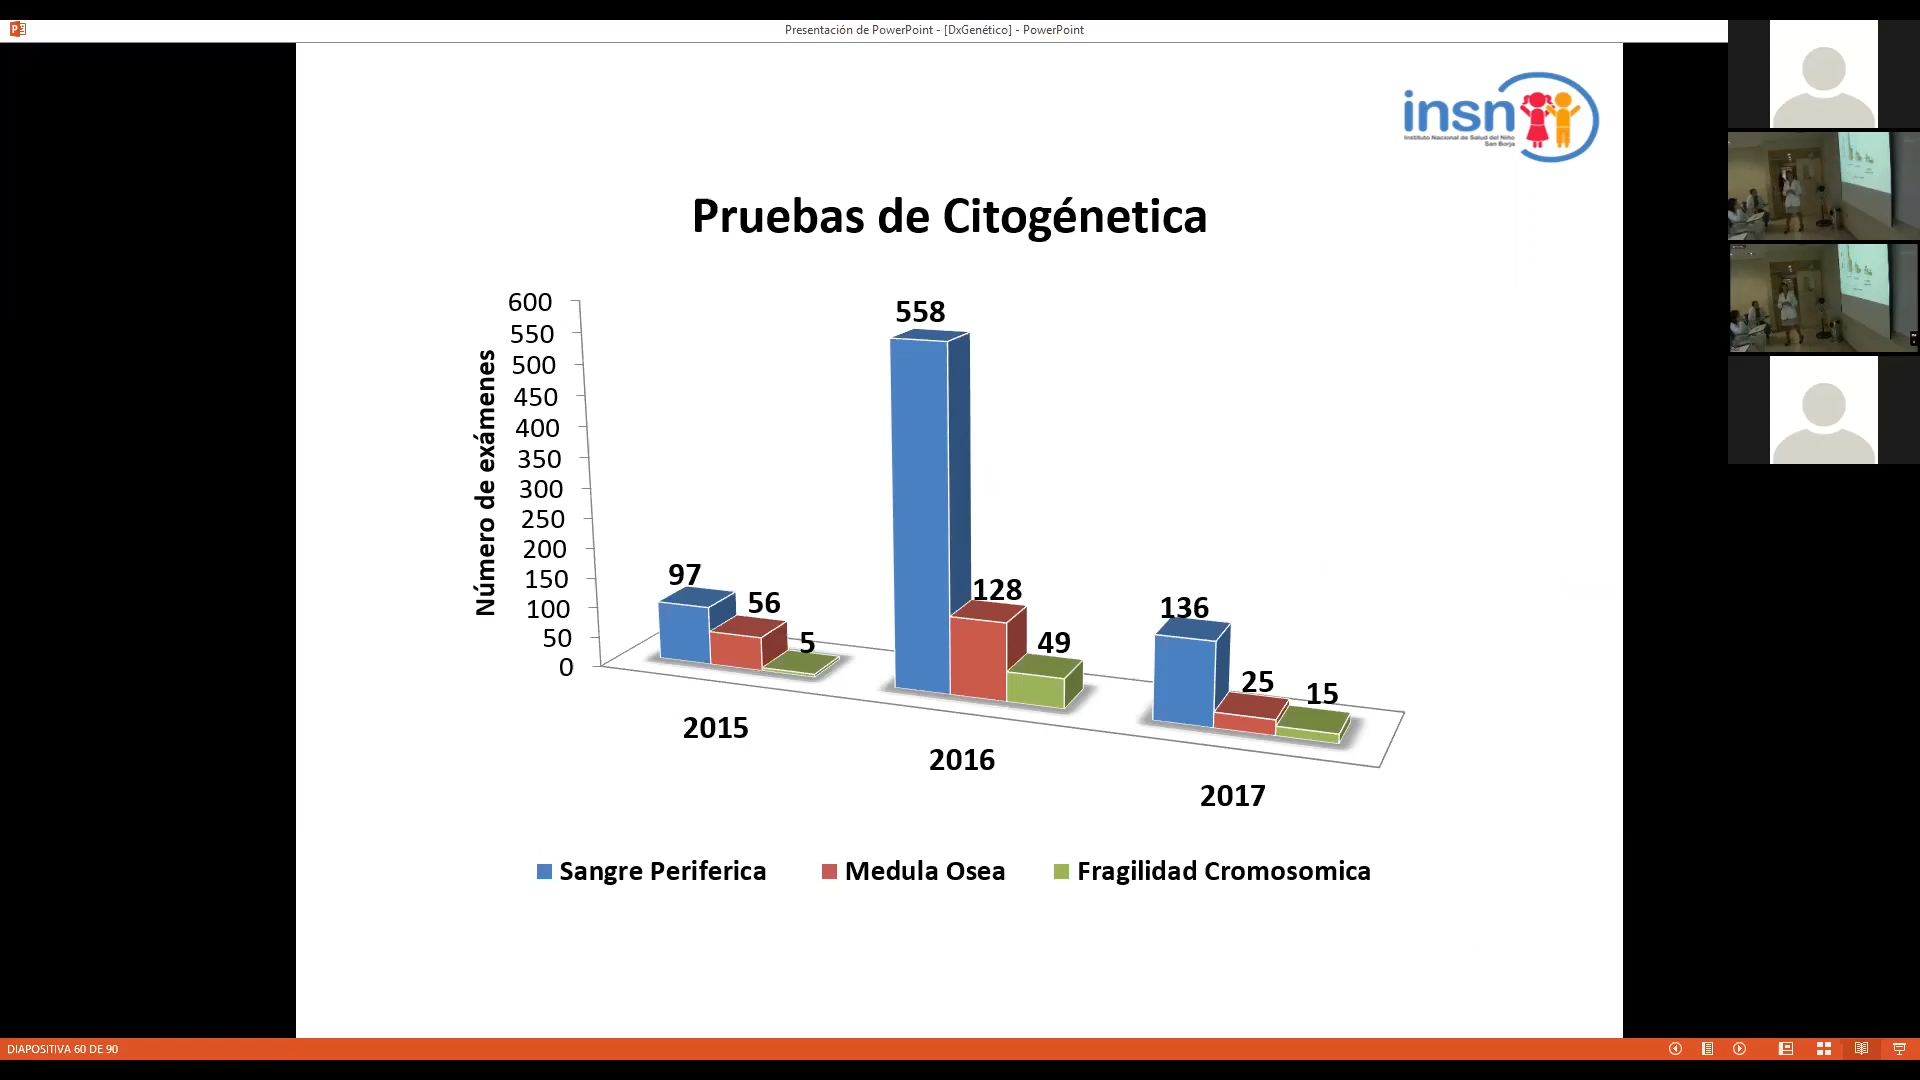 Presentación de PowerPoint - [DxGenético] - PowerPoint
insn
Instituto Nacional de Salud del Niño
San Borja
Pruebas de Citogénetica
Número de exámenes
600
550
500
450
400
350
300
250
200
150
100
50
0
97
56
5
558
128
49
136
25
15
2015
2016
2017
Sangre Periferica
Medula Osea
Fragilidad Cromosomica
DIAPOSITIVA 60 DE 90